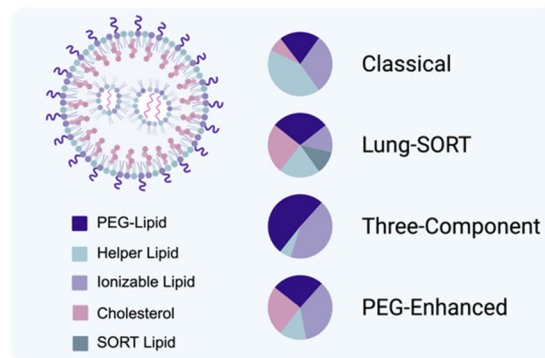 Classical
Lung-SORT
Three-Component
PEG-Enhanced
PEG-Lipid
Helper Lipid
Ionizable Lipid
Cholesterol
SORT Lipid